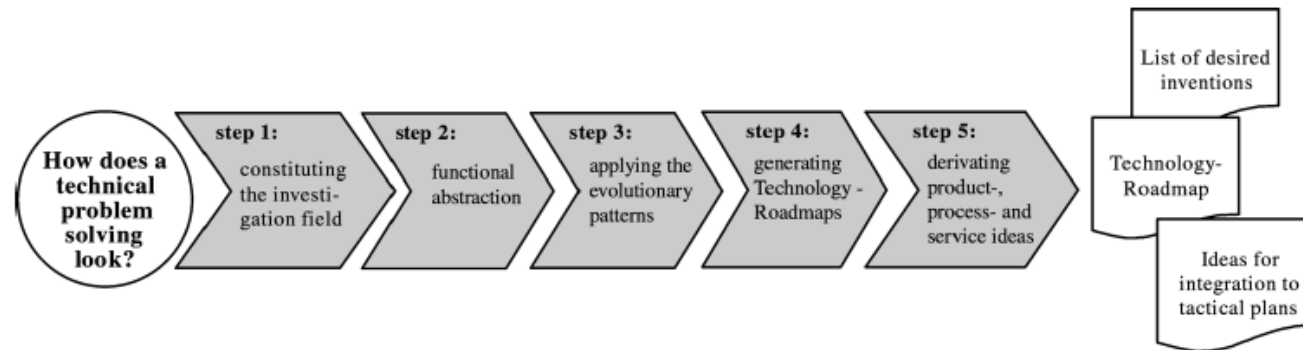 How does a
technical
problem
solving
look?
step 1:
constituting
the investi-
gation field
step 2:
functional
abstraction
step 3:
applying the
evolutionary
patterns
step 4:
generating
Technology -
Roadmaps
step 5:
derivating
product-,
process- and
service ideas
List of desired
inventions
Technology-
Roadmap
Ideas for
integration to
tactical plans